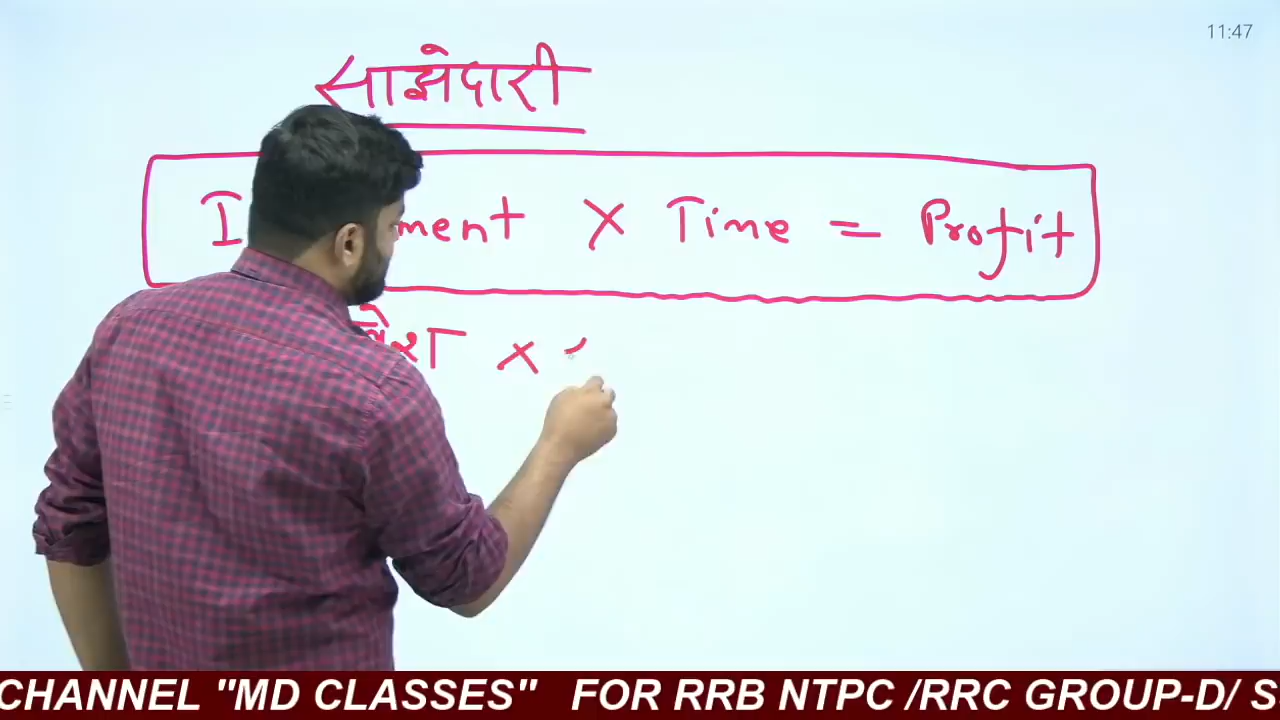 11:47
साझेदारी
ment X Time = Profit
x
CHANNEL "MD CLASSES" FOR RRB NTPC /RRC GROUP-D/ S